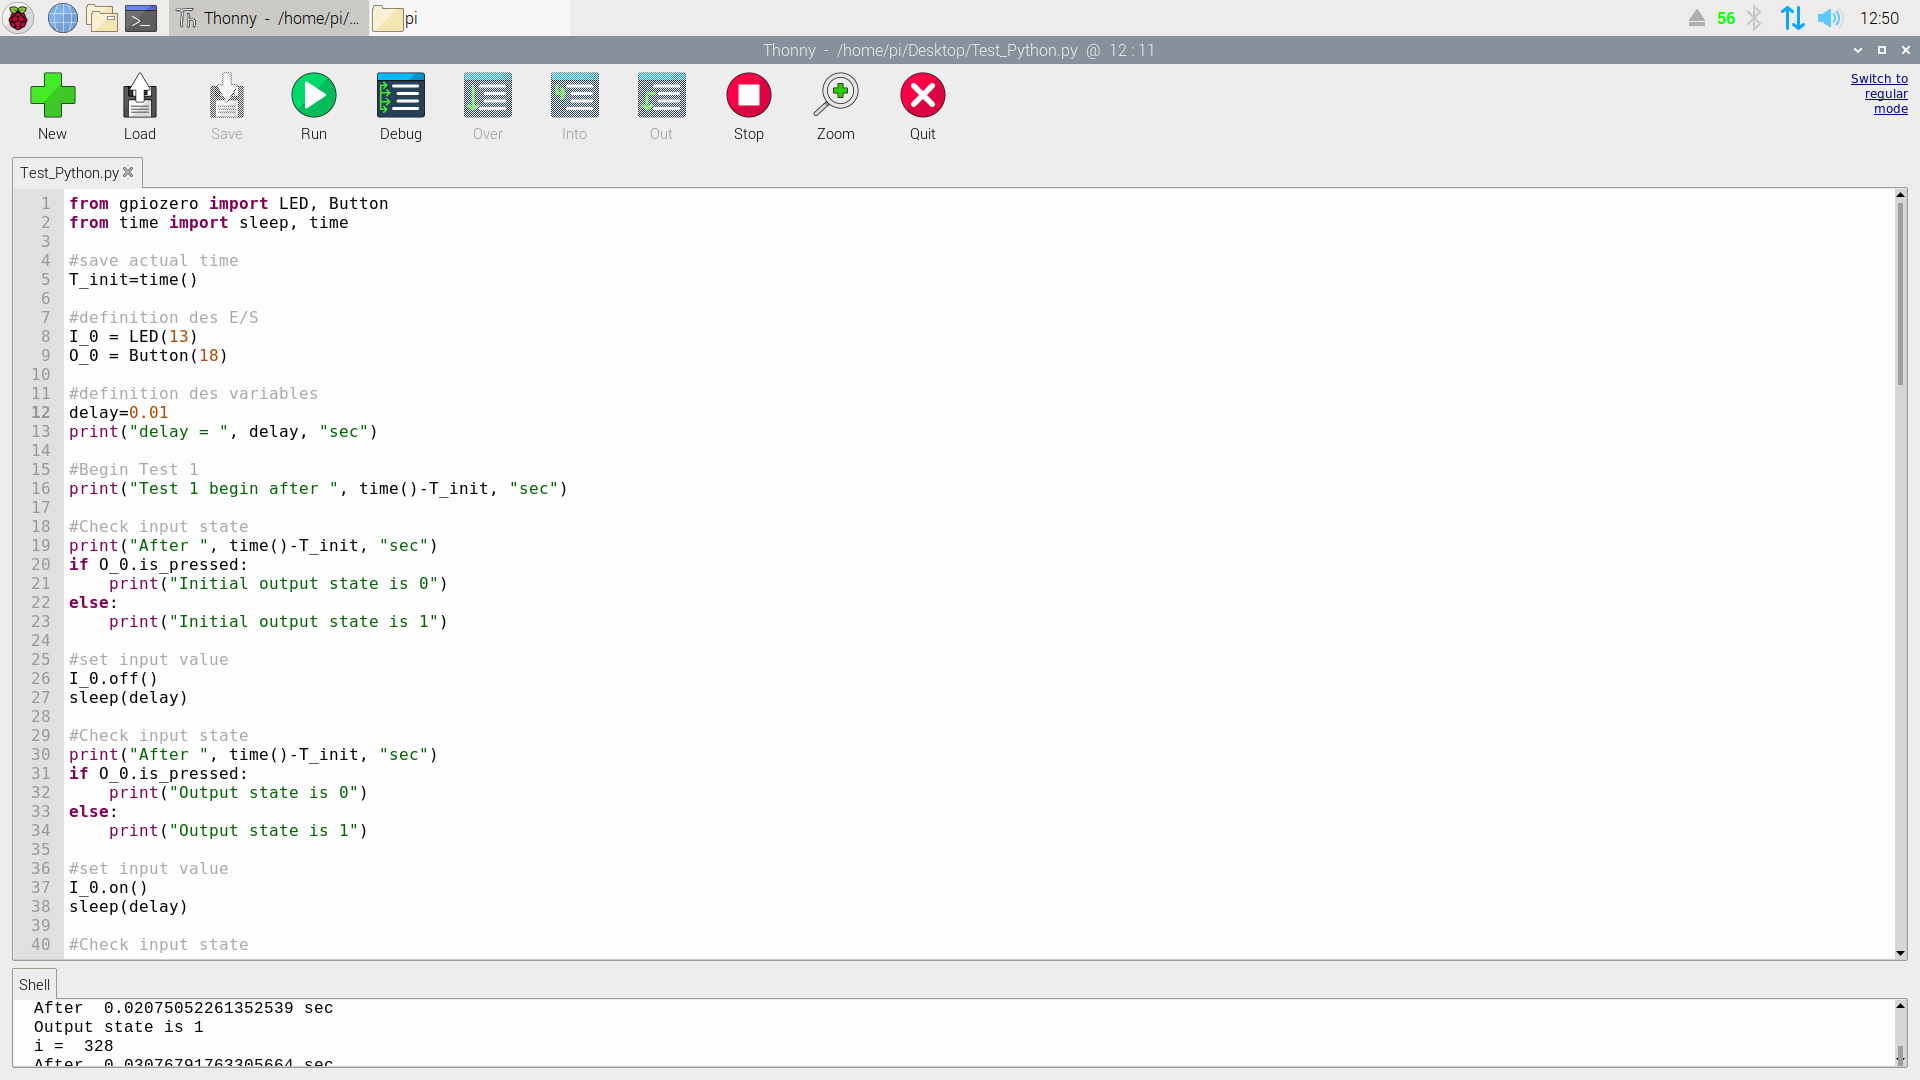 Thonny - /home/pi/...
pi
56
12:50
Thonny - /home/pi/Desktop/Test_Python.py @ 12 : 11
New
Load
Save
Run
Debug
Over
Into
Out
Stop
Zoom
Quit
Switch to
regular
mode
Test_Python.py
1 from gpiozero import LED, Button
2 from time import sleep, time
3
4 #save actual time
5 T_init=time()
6
7 #definition des E/S
8 I_0 = LED(13)
9 O_0 = Button(18)
10
11 #definition des variables
12 delay=0.01
13 print("delay = ", delay, "sec")
14
15 #Begin Test 1
16 print("Test 1 begin after ", time()-T_init, "sec")
17
18 #Check input state
19 print("After ", time()-T_init, "sec")
20 if O_0.is_pressed:
21     print("Initial output state is 0")
22 else:
23     print("Initial output state is 1")
24
25 #set input value
26 I_0.off()
27 sleep(delay)
28
29 #Check input state
30 print("After ", time()-T_init, "sec")
31 if O_0.is_pressed:
32     print("Output state is 0")
33 else:
34     print("Output state is 1")
35
36 #set input value
37 I_0.on()
38 sleep(delay)
39
40 #Check input state
Shell
After  0.02075052261352539 sec
Output state is 1
i =  328
After  0.03076791763305664 sec